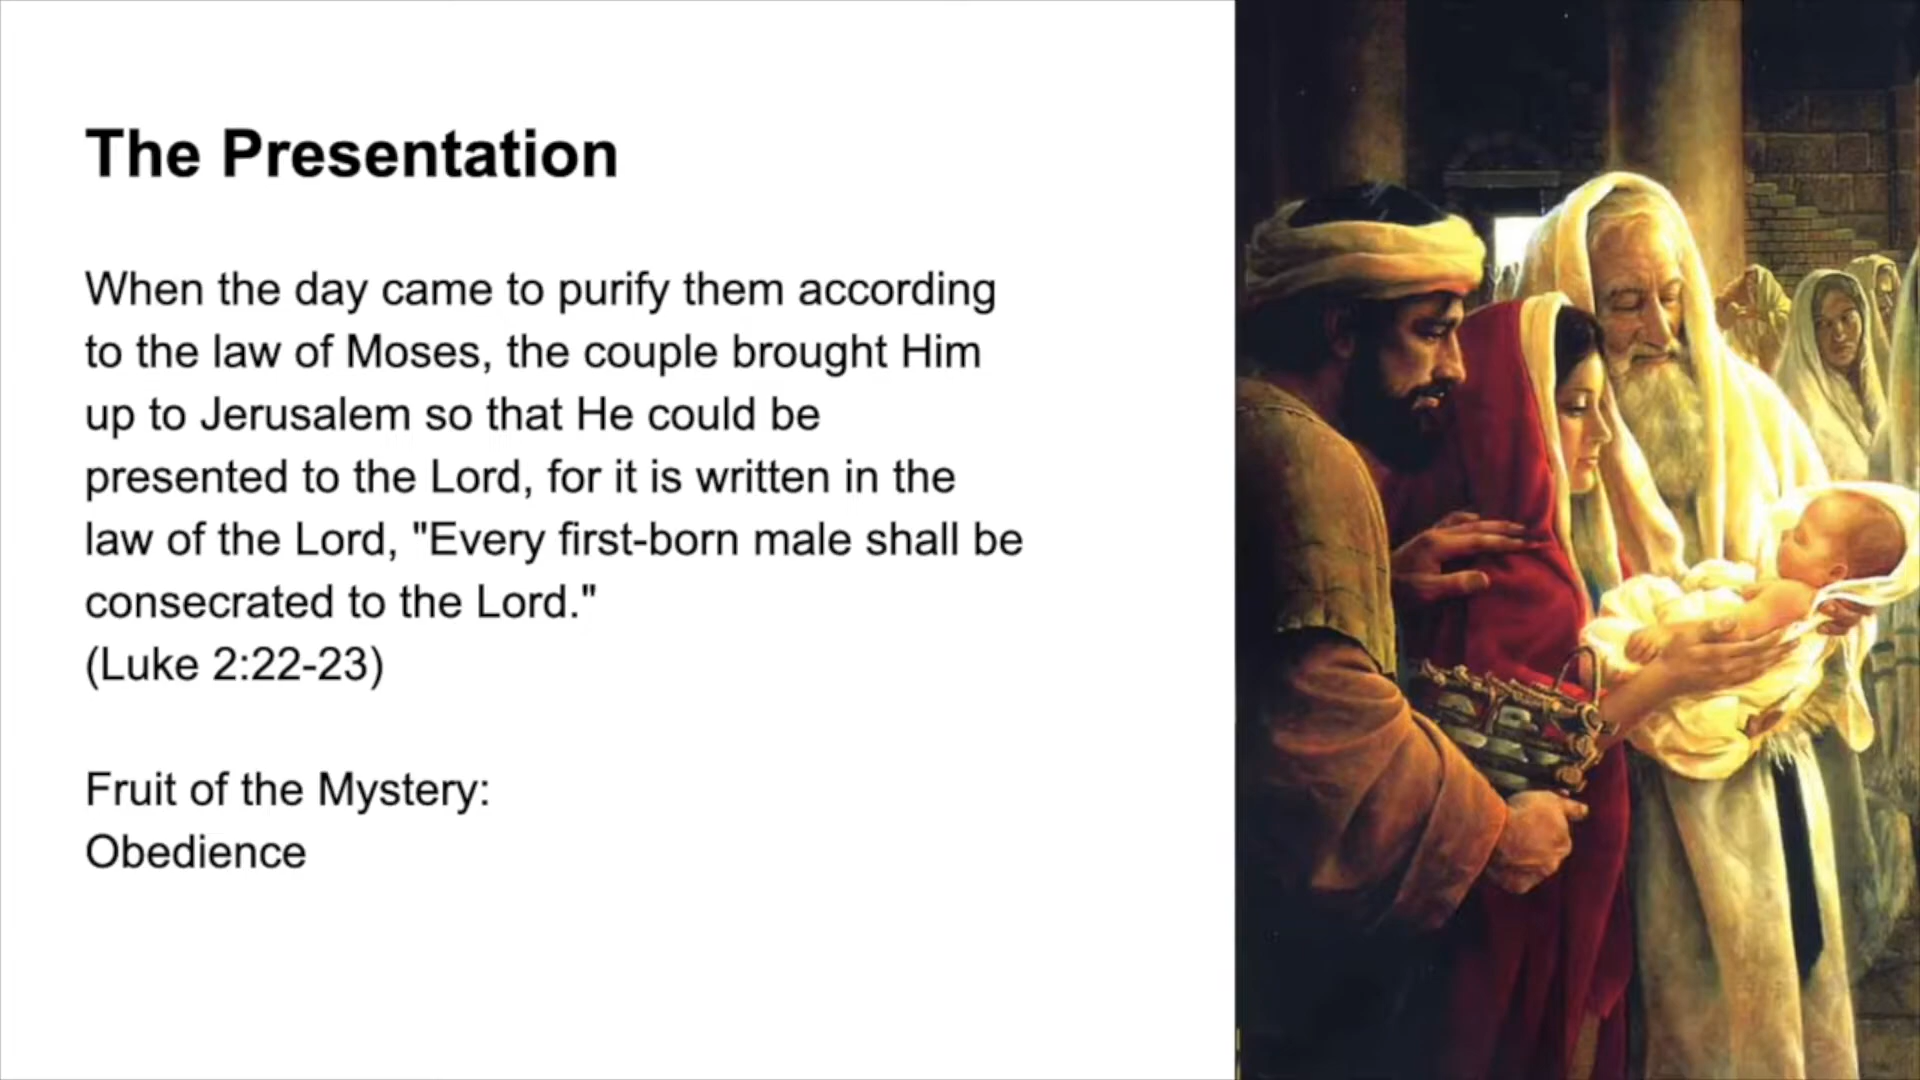 The Presentation
When the day came to purify them according
to the law of Moses, the couple brought Him
up to Jerusalem so that He could be
presented to the Lord, for it is written in the
law of the Lord, "Every first-born male shall be
consecrated to the Lord."
(Luke 2:22-23)
Fruit of the Mystery:
Obedience